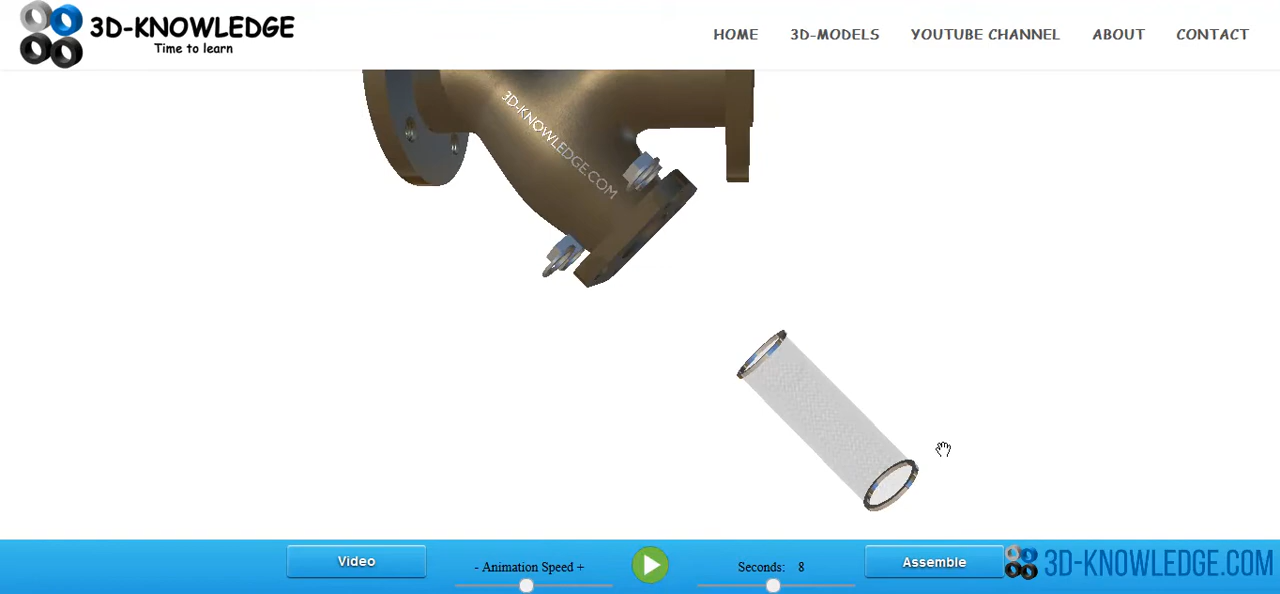 3D-KNOWLEDGE
Time to learn
HOME 3D-MODELS YOUTUBE CHANNEL ABOUT CONTACT
3D-KNOWLEDGE.COM
Video
- Animation Speed +
Seconds: 8
Assemble
3D-KNOWLEDGE.COM